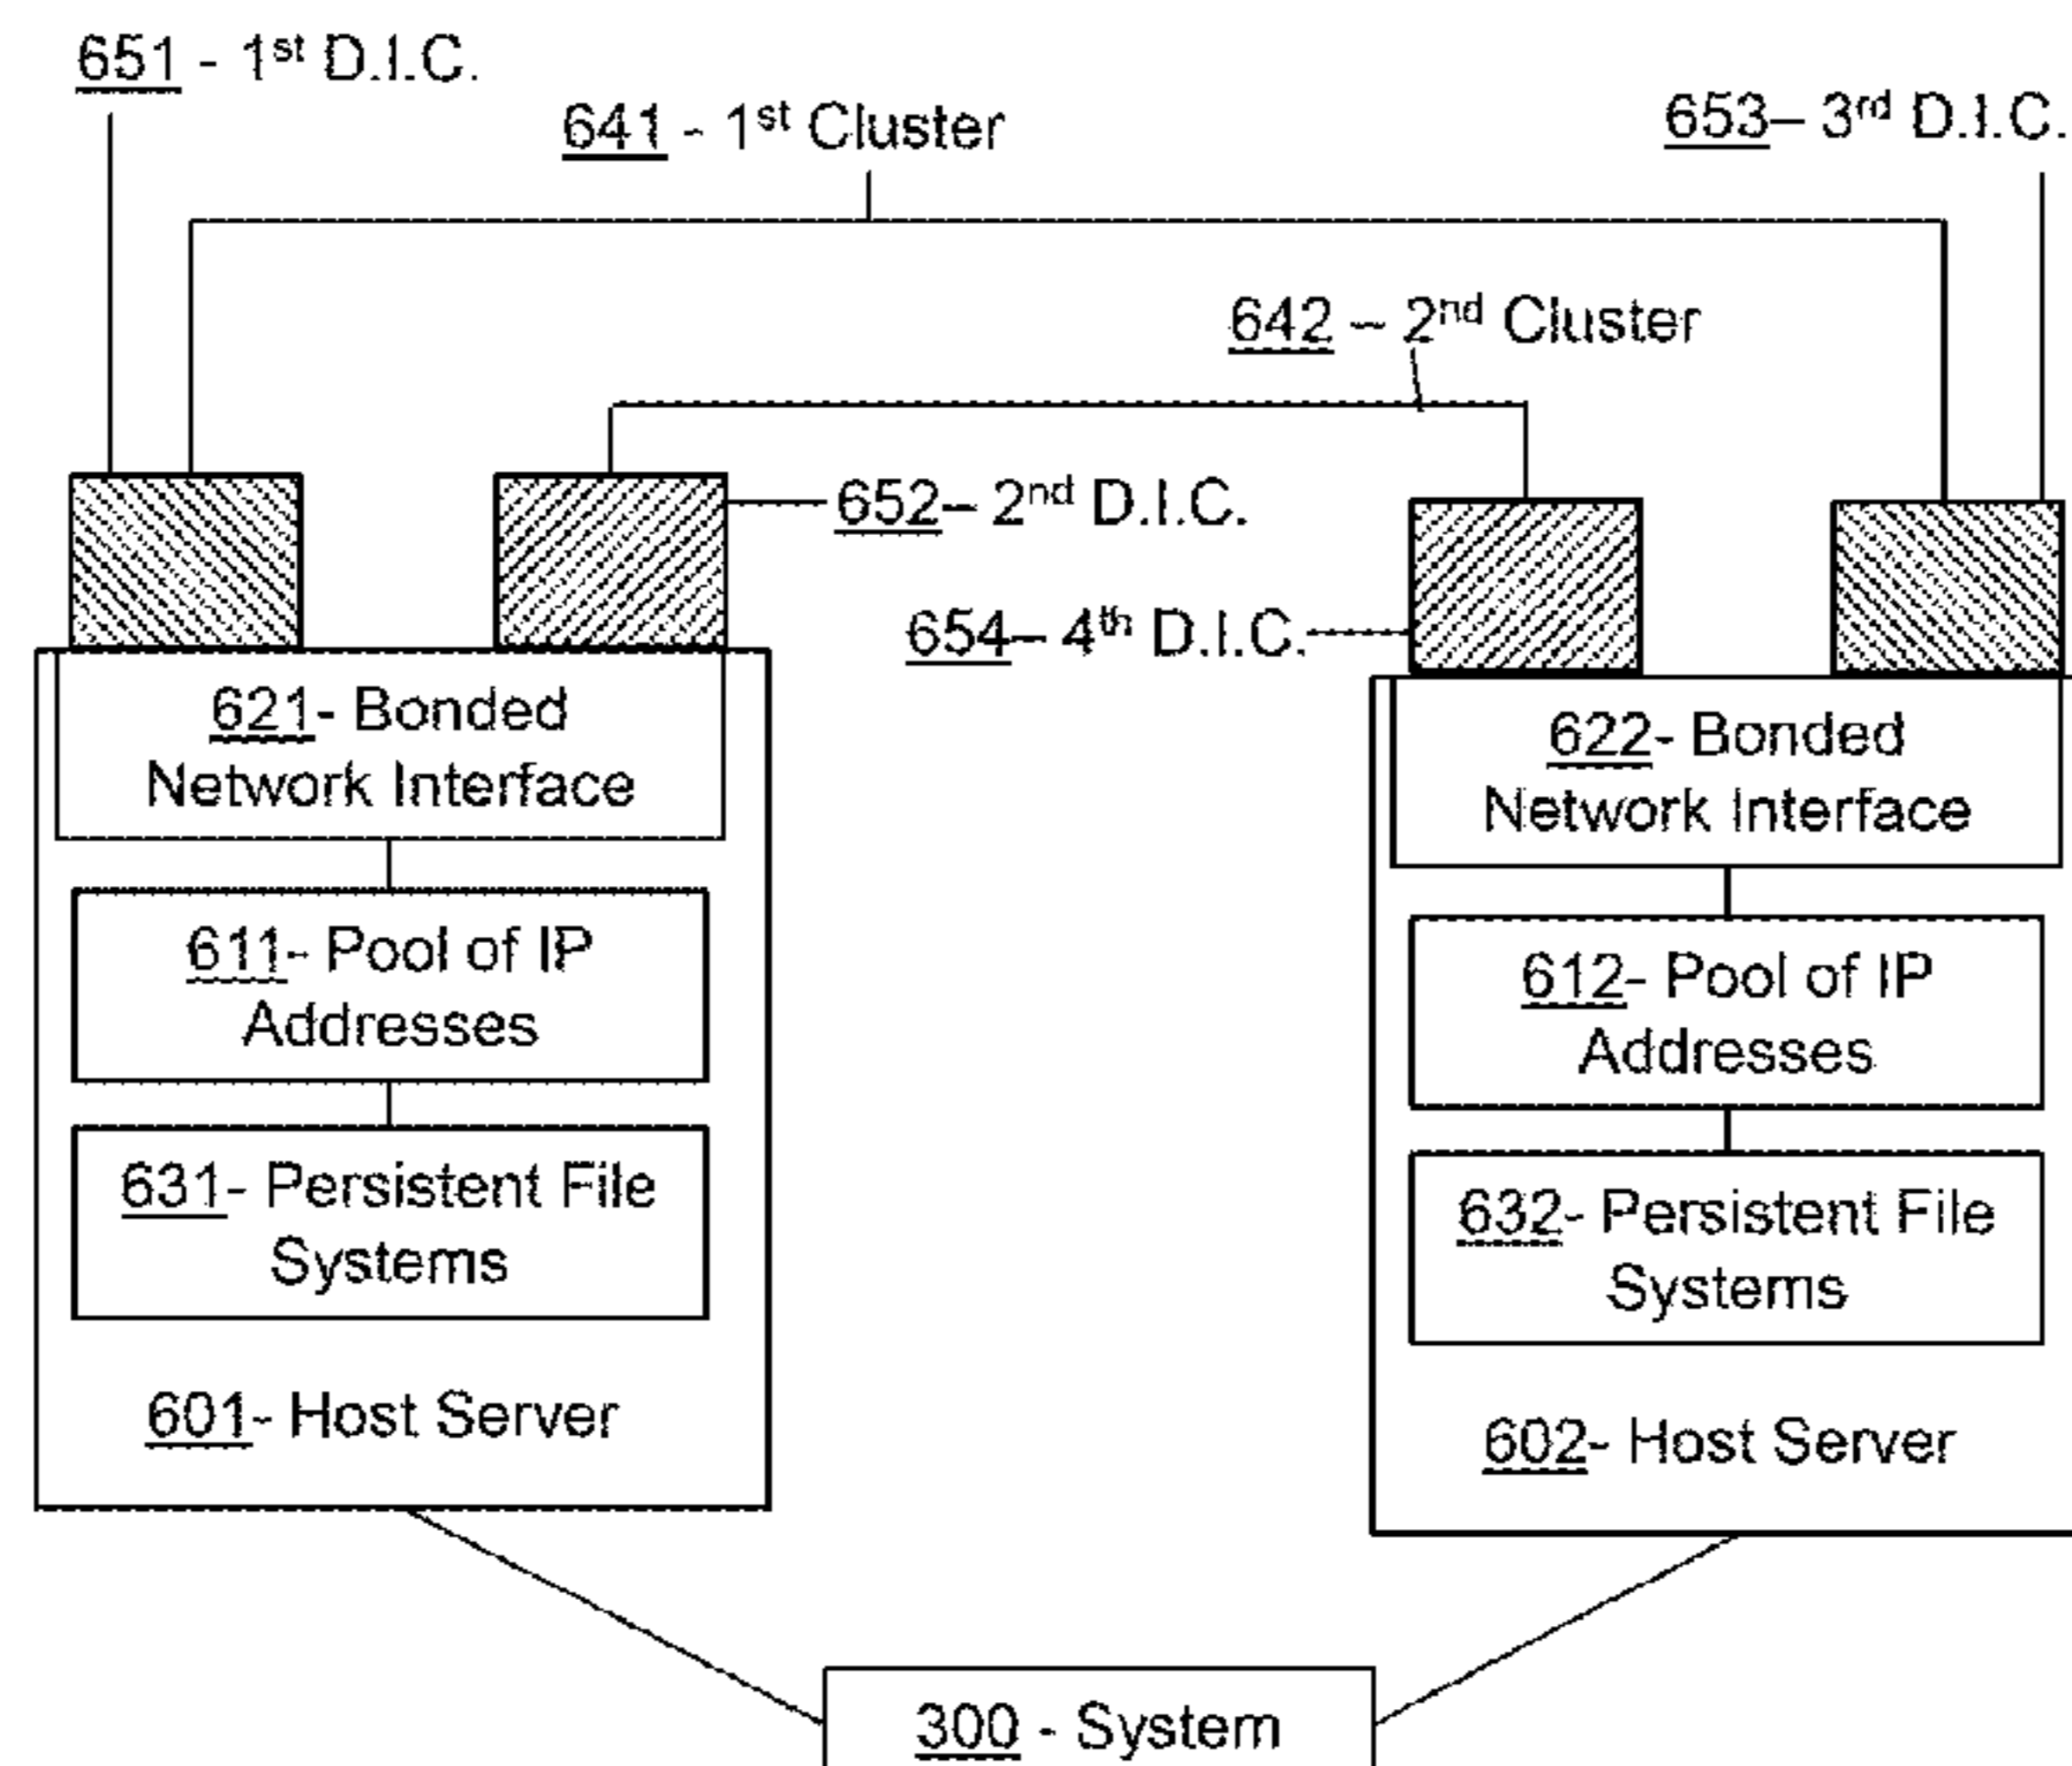 651 - 1st D.I.C.
641 - 1st Cluster
653– 3rd D.I.C.
642 – 2nd Cluster
652– 2nd D.I.C.
654– 4th D.I.C.
621- Bonded
Network Interface
611- Pool of IP
Addresses
631- Persistent File
Systems
601- Host Server
622- Bonded
Network Interface
612- Pool of IP
Addresses
632- Persistent File
Systems
602- Host Server
300 - System